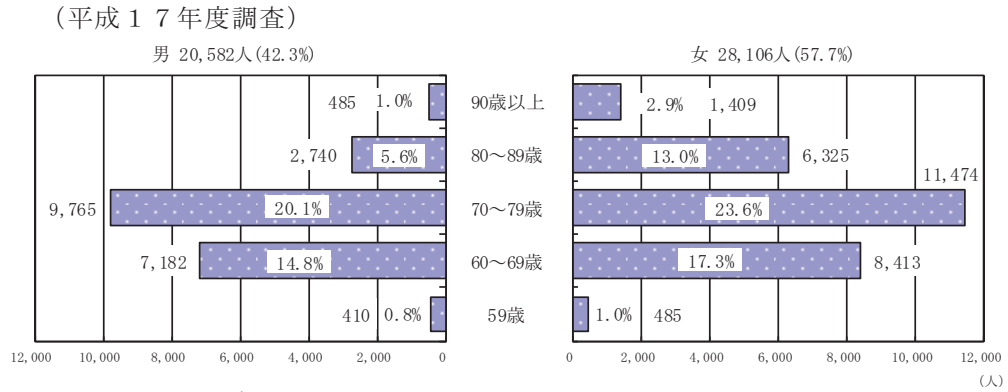 （平成１７年度調査）
男 20,582人(42.3%)
女 28,106人(57.7%)
485 1.0% 90歳以上 2.9% 1,409
2,740 5.6% 80～89歳 13.0% 6,325
9,765 20.1% 70～79歳 23.6% 11,474
7,182 14.8% 60～69歳 17.3% 8,413
410 0.8% 59歳 1.0% 485
12,000 10,000 8,000 6,000 4,000 2,000 0
0 2,000 4,000 6,000 8,000 10,000 12,000
(人)